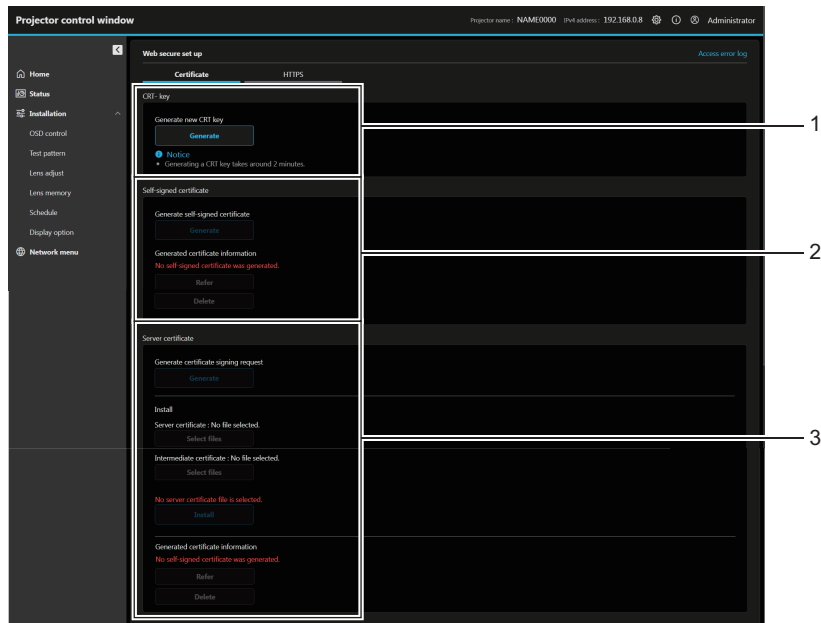 Projector control window
Projector name : NAME0000 IPv4 address : 192.168.0.8 Administrator
Web secure set up
Access error log
Home
Status
Installation
OSD control
Test pattern
Lens adjust
Lens memory
Schedule
Display option
Network menu
Certificate
HTTPS
CRT- key
Generate new CRT key
Generate
Notice
• Generating a CRT key takes around 2 minutes.
1
Self-signed certificate
Generate self-signed certificate
Generate
Generated certificate information
No self-signed certificate was generated.
Refer
Delete
2
Server certificate
Generate certificate signing request
Generate
Install
Server certificate : No file selected.
Select files
Intermediate certificate : No file selected.
Select files
No server certificate file is selected.
Install
Generated certificate information
No self-signed certificate was generated.
Refer
Delete
3